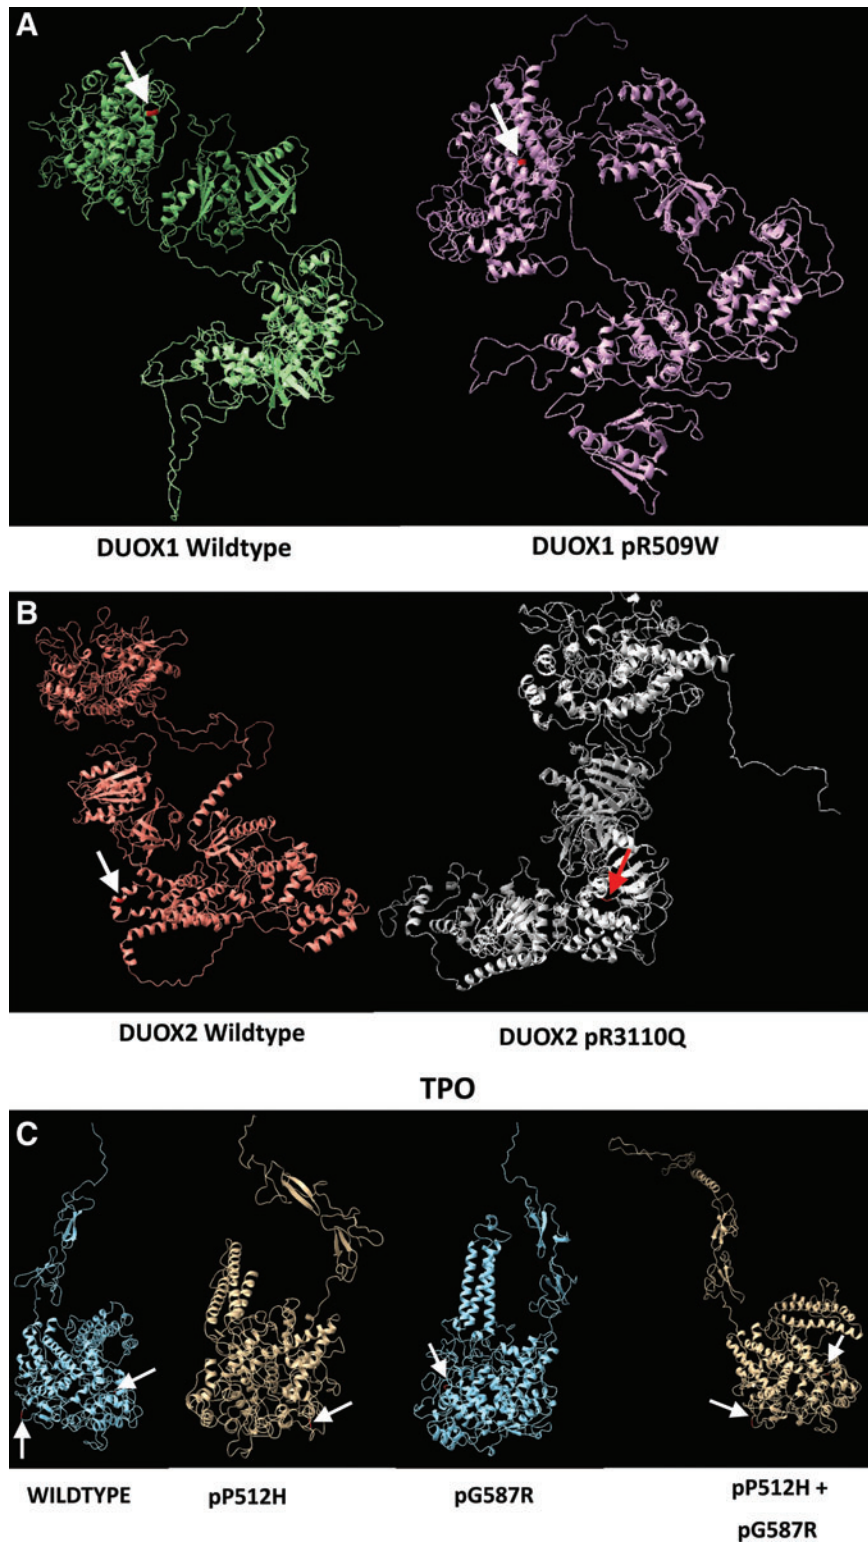 A
DUOX1 Wildtype
DUOX1 pR509W
B
DUOX2 Wildtype
DUOX2 pR3110Q
TPO
C
WILDTYPE
pP512H
pG587R
pP512H +
pG587R